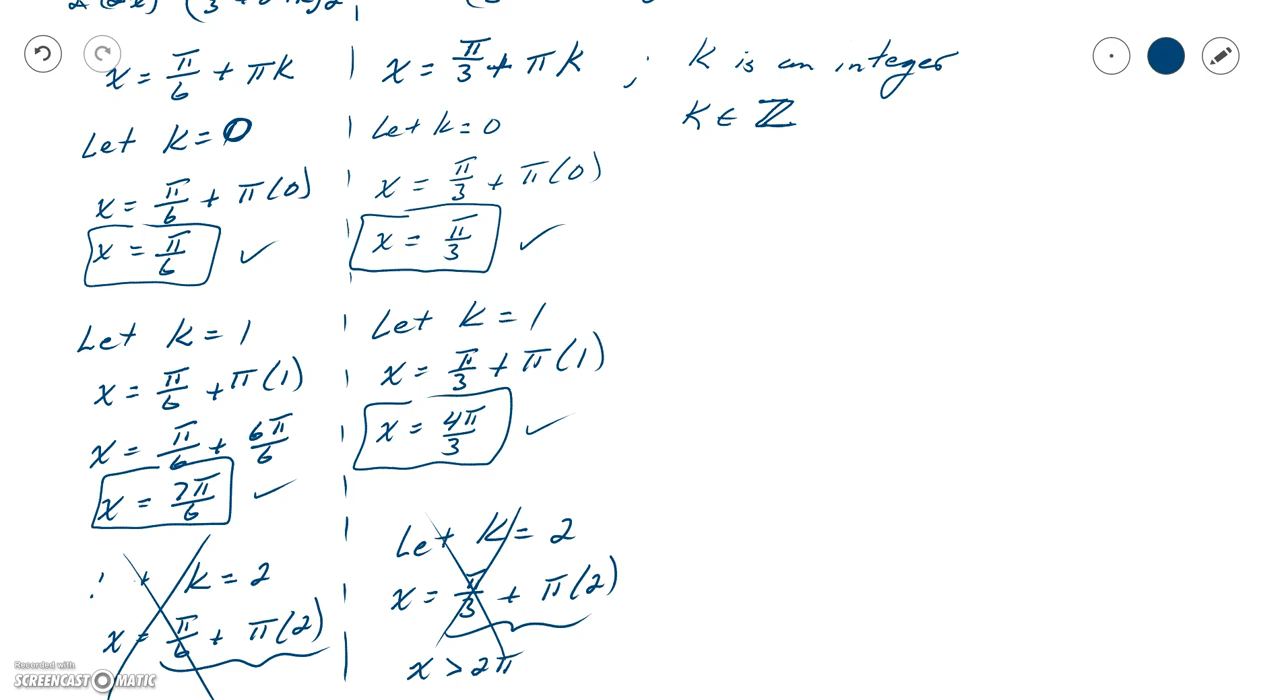 x = π/6 + πk | x = π/3 + πk ; K is an integer
K ∈ ℤ
Let k = 0
x = π/6 + π(0)
x = π/6 ✓
Let k = 1
x = π/6 + π(1)
x = π/6 + 6π/6
x = 7π/6 ✓
k = 2
x = π/6 + π(2)
Let k = 0
x = π/3 + π(0)
x = π/3 ✓
Let k = 1
x = π/3 + π(1)
x = 4π/3 ✓
Let k = 2
x = π/3 + π(2)
x > 2π
Recorded with
SCREENCAST-O-MATIC